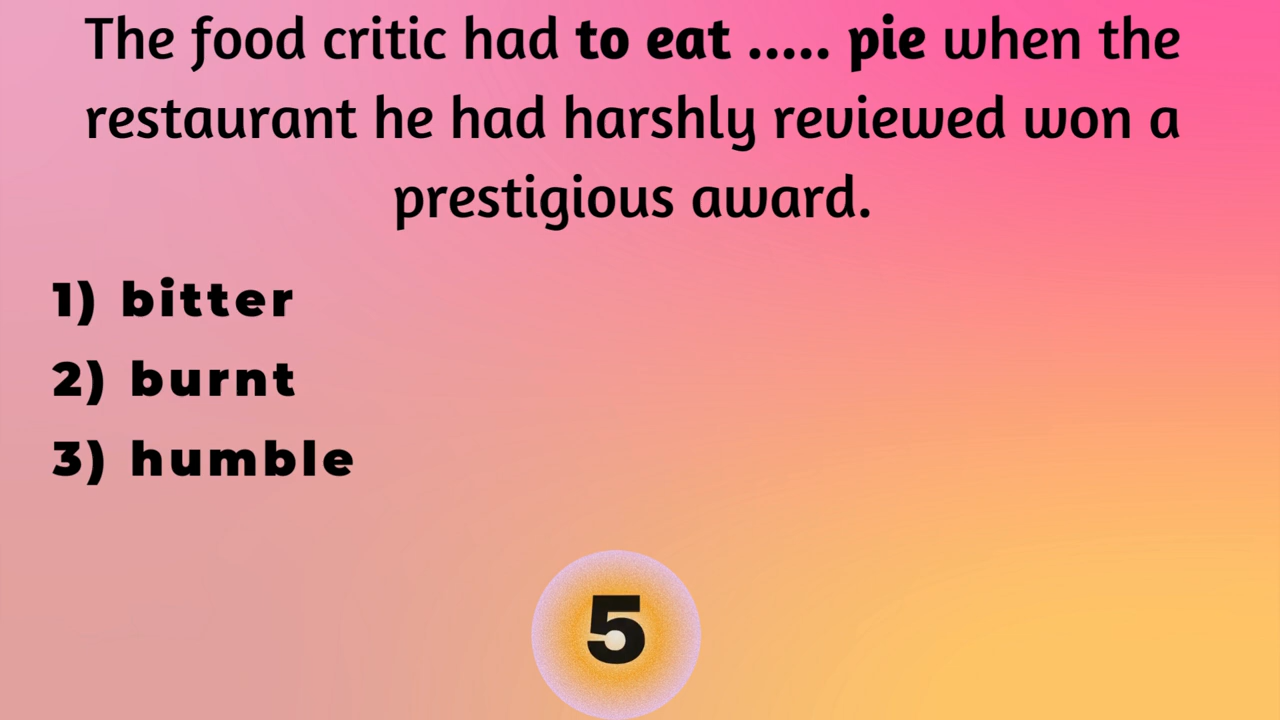 The food critic had to eat ..... pie when the
restaurant he had harshly reviewed won a
prestigious award.
1) bitter
2) burnt
3) humble
5